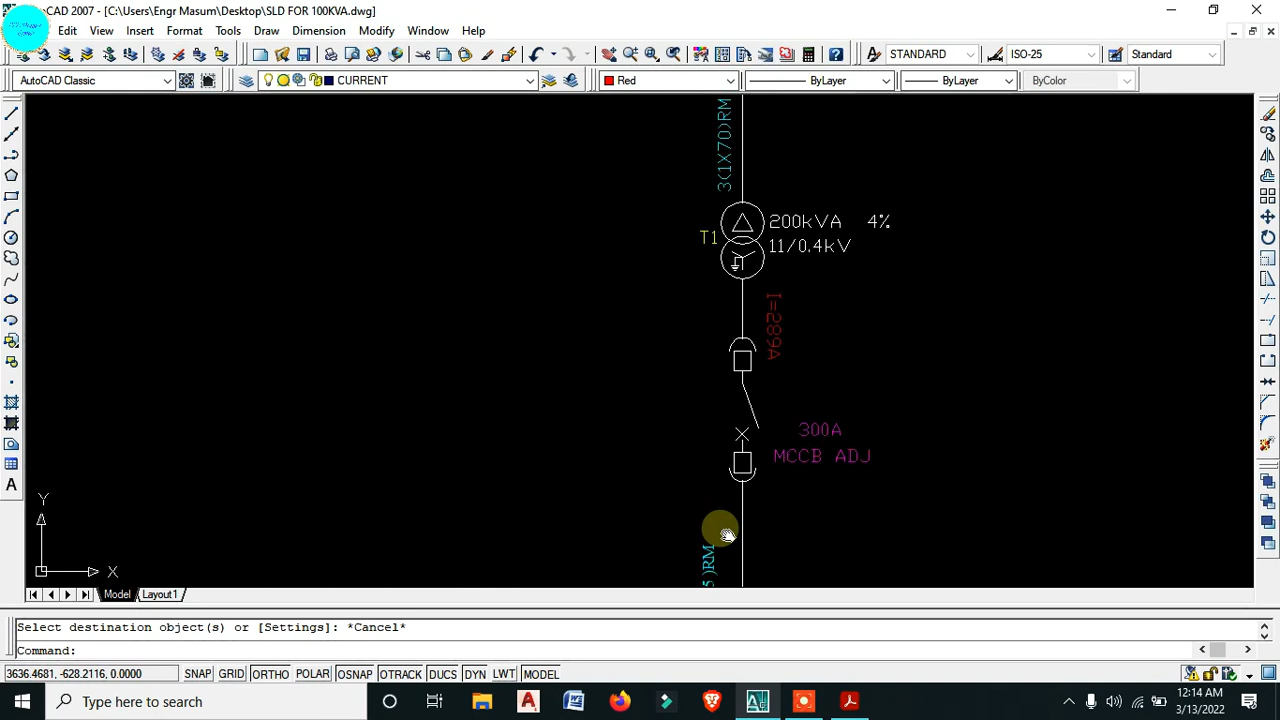 AutoCAD 2007 - [C:\Users\Engr Masum\Desktop\SLD FOR 100KVA.dwg]
Edit View Insert Format Tools Draw Dimension Modify Window Help
STANDARD ISO-25 Standard
AutoCAD Classic CURRENT Red ByLayer ByLayer ByColor
3(1X70)RM
T1
200kVA 4%
11/0.4kV
I=289A
300A
MCCB ADJ
5)RM
Y
X
A
Model Layout1
Select destination object(s) or [Settings]: *Cancel*
Command:
3636.4681, -628.2116, 0.0000 SNAP GRID ORTHO POLAR OSNAP OTRACK DUCS DYN LWT MODEL
Type here to search
12:14 AM
3/13/2022